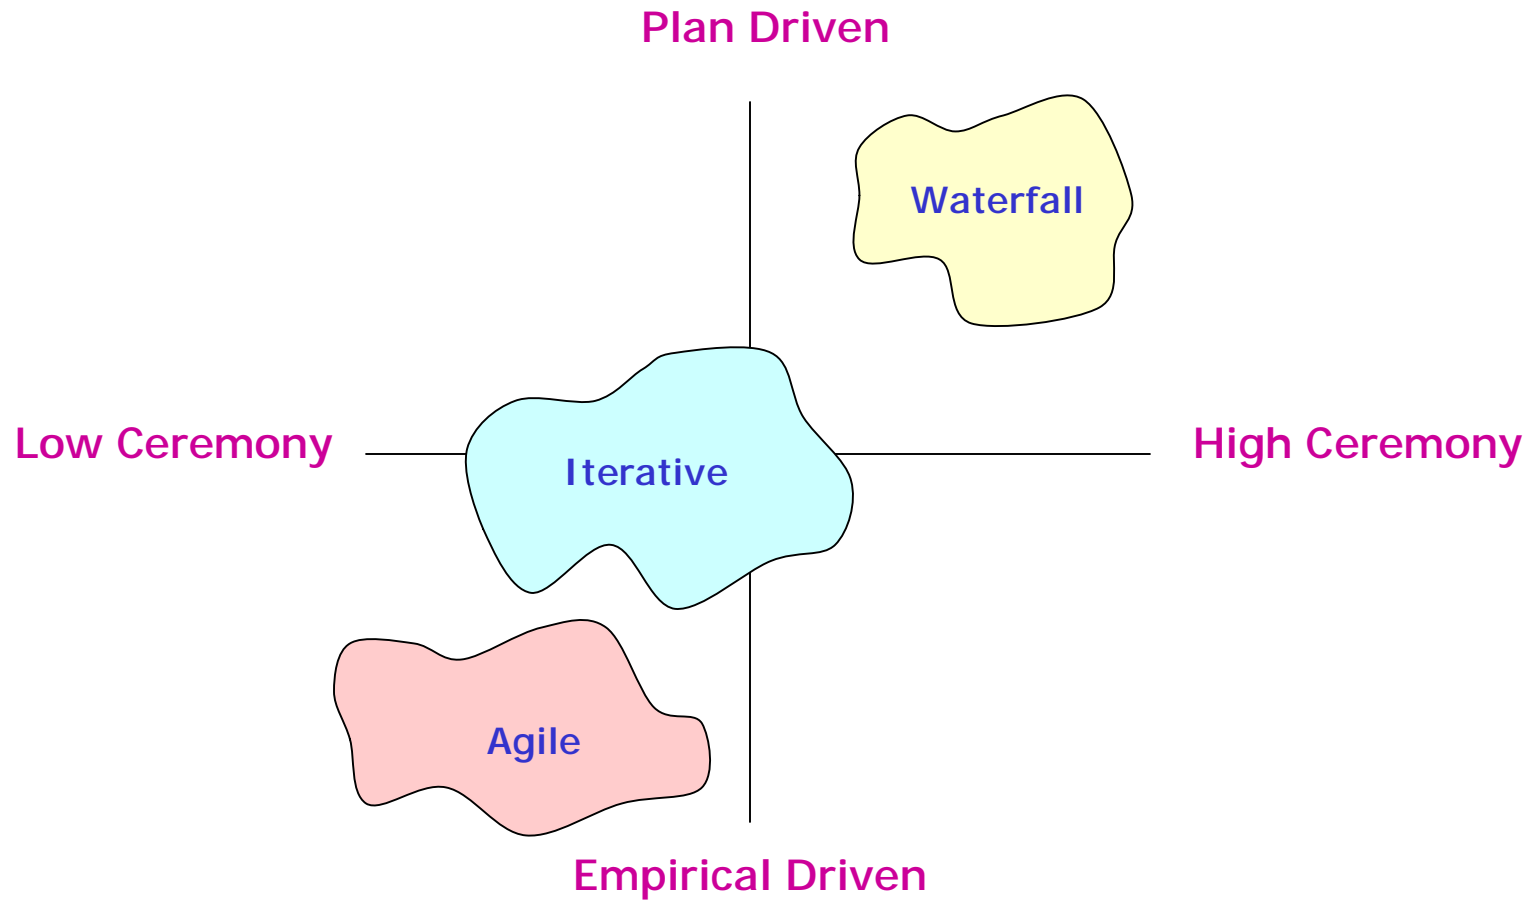 Plan Driven
Waterfall
Low Ceremony
High Ceremony
Iterative
Agile
Empirical Driven